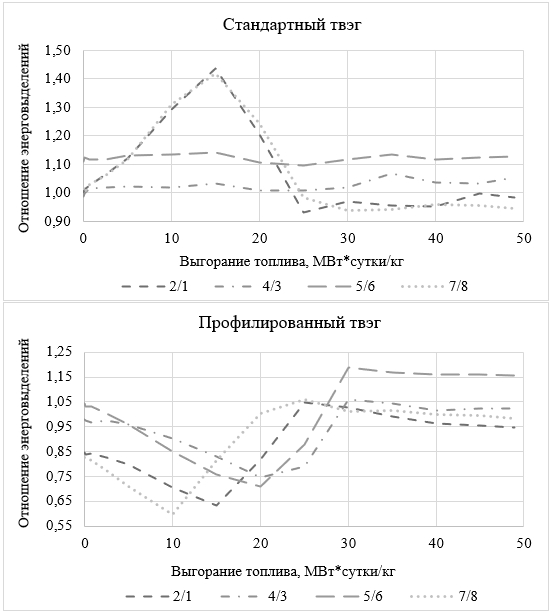 Стандартный твэг
Отношение энерговыделений
1,50
1,40
1,30
1,20
1,10
1,00
0,90
0 10 20 30 40 50
Выгорание топлива, МВт*сутки/кг
2/1 4/3 5/6 7/8
Профилированный твэг
Отношение энерговыделений
1,25
1,15
1,05
0,95
0,85
0,75
0,65
0,55
0 10 20 30 40 50
Выгорание топлива, МВт*сутки/кг
2/1 4/3 5/6 7/8